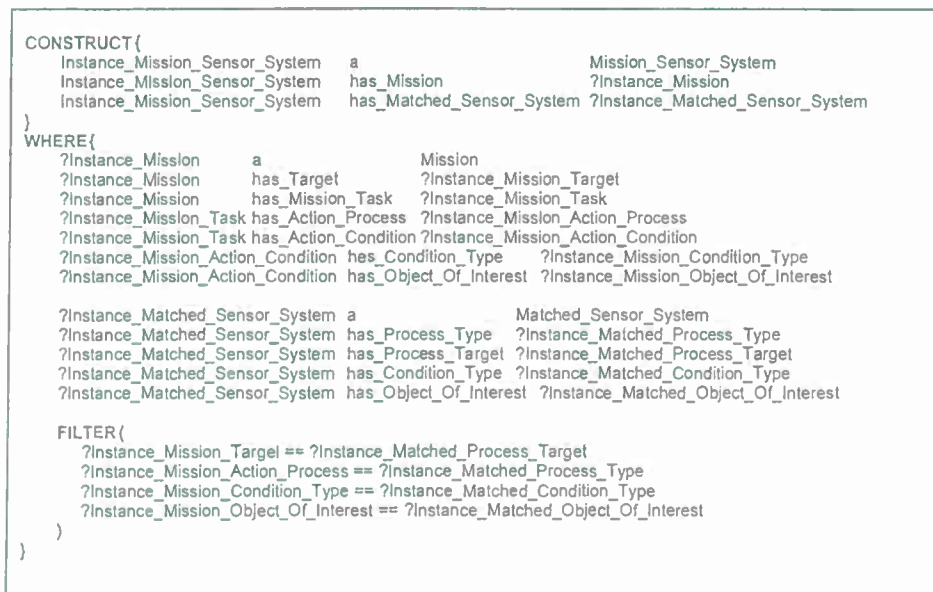 CONSTRUCT{
Instance_Mission_Sensor_System a Mission_Sensor_System
Instance_Mission_Sensor_System has_Mission ?Instance_Mission
Instance_Mission_Sensor_System has_Matched_Sensor_System ?Instance_Matched_Sensor_System
}
WHERE{
?Instance_Mission a Mission
?Instance_Mission has_Target ?Instance_Mission_Target
?Instance_Mission has_Mission_Task ?Instance_Mission_Task
?Instance_Mission_Task has_Action_Process ?Instance_Mission_Action_Process
?Instance_Mission_Task has_Action_Condition ?Instance_Mission_Action_Condition
?Instance_Mission_Action_Condition has_Condition_Type ?Instance_Mission_Condition_Type
?Instance_Mission_Action_Condition has_Object_Of_Interest ?Instance_Mission_Object_Of_Interest
?Instance_Matched_Sensor_System a Matched_Sensor_System
?Instance_Matched_Sensor_System has_Process_Type ?Instance_Matched_Process_Type
?Instance_Matched_Sensor_System has_Process_Target ?Instance_Matched_Process_Target
?Instance_Matched_Sensor_System has_Condition_Type ?Instance_Matched_Condition_Type
?Instance_Matched_Sensor_System has_Object_Of_Interest ?Instance_Matched_Object_Of_Interest
FILTER(
?Instance_Mission_Target == ?Instance_Matched_Process_Target
?Instance_Mission_Action_Process == ?Instance_Matched_Process_Type
?Instance_Mission_Condition_Type == ?Instance_Matched_Condition_Type
?Instance_Mission_Object_Of_Interest == ?Instance_Matched_Object_Of_Interest
)
}